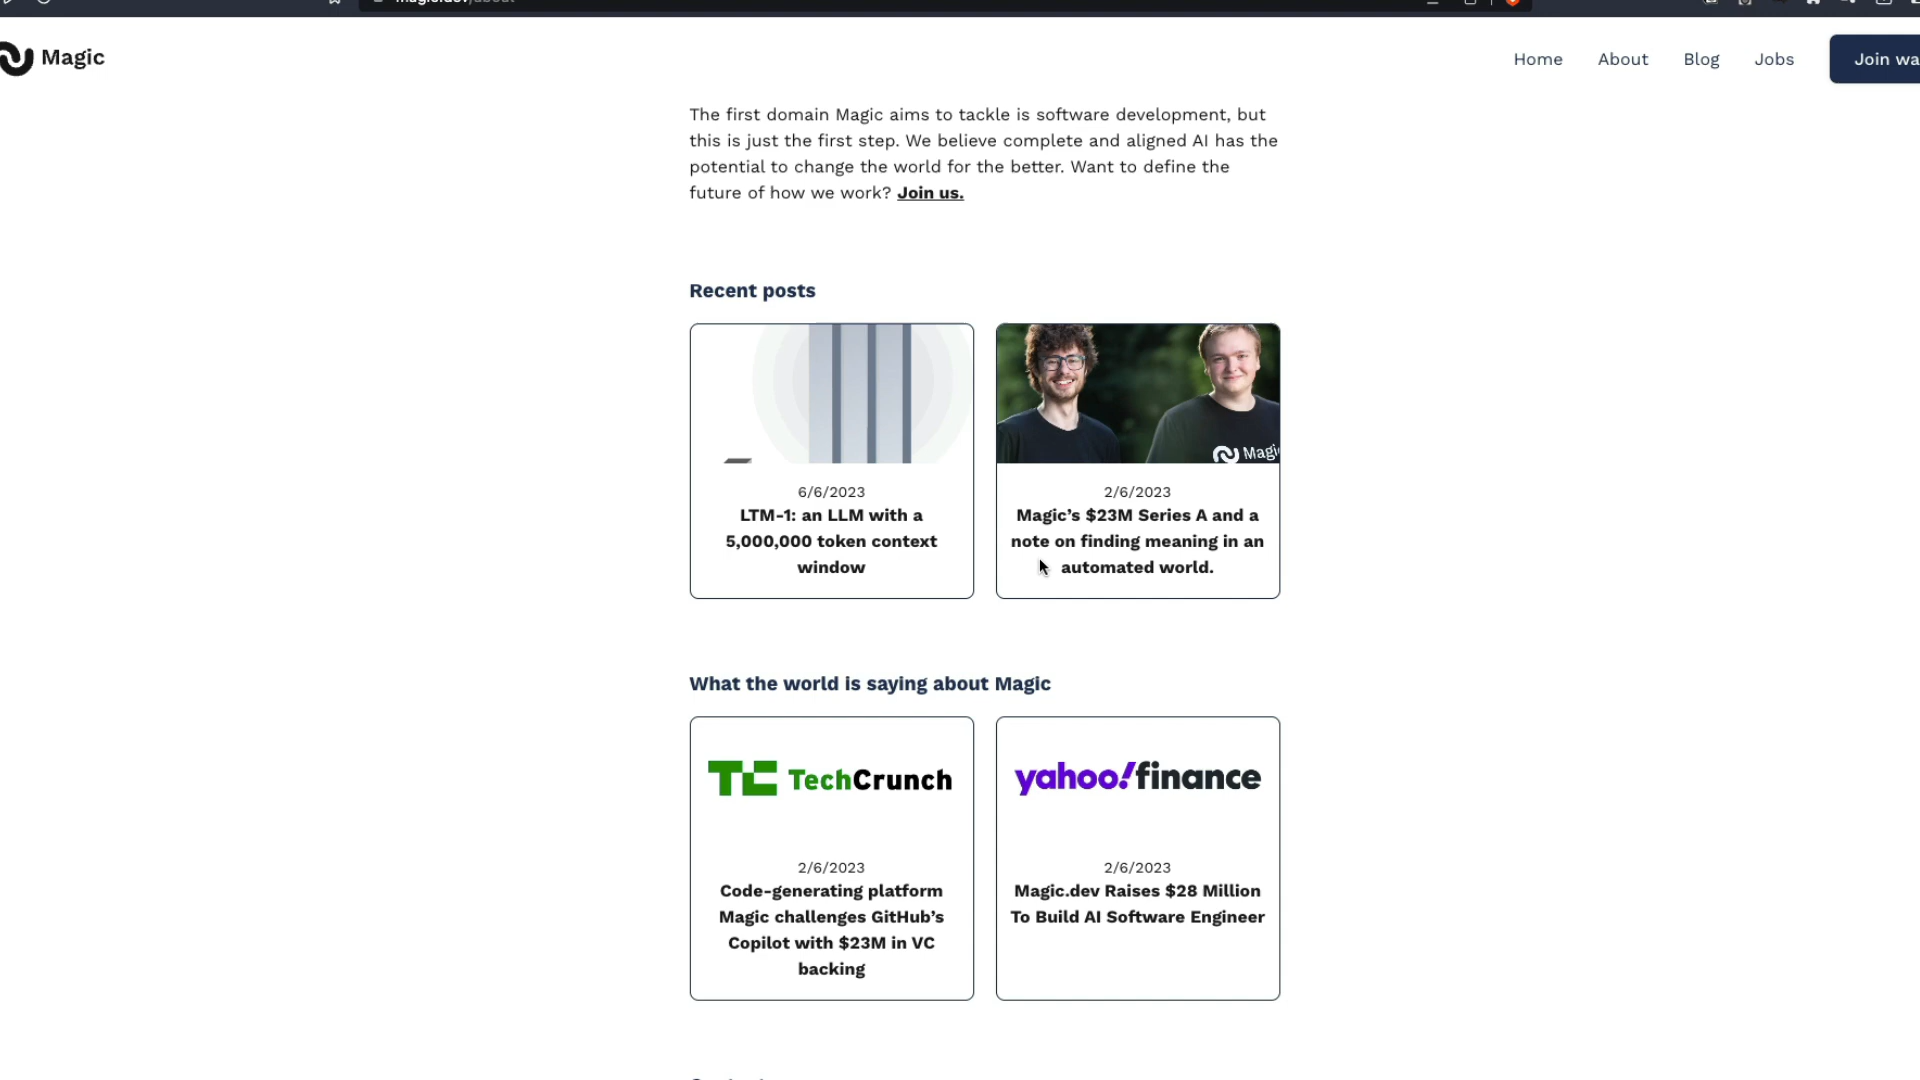 Magic
Home
About
Blog
Jobs
Join
The first domain Magic aims to tackle is software development, but
this is just the first step. We believe complete and aligned AI has the
potential to change the world for the better. Want to define the
future of how we work? Join us.
Recent posts
6/6/2023
LTM-1: an LLM with a
5,000,000 token context
window
2/6/2023
Magic’s $23M Series A and a
note on finding meaning in an
automated world.
What the world is saying about Magic
TC TechCrunch
2/6/2023
Code-generating platform
Magic challenges GitHub’s
Copilot with $23M in VC
backing
yahoo!finance
2/6/2023
Magic.dev Raises $28 Million
To Build AI Software Engineer